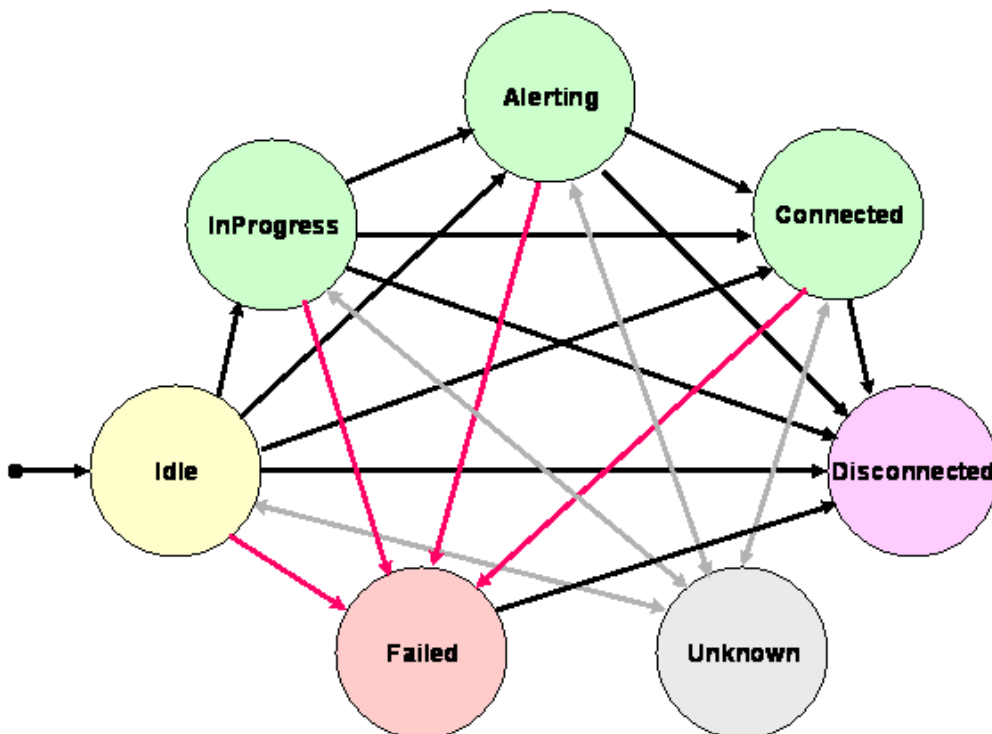 Alerting
InProgress
Connected
Idle
Disconnected
Failed
Unknown